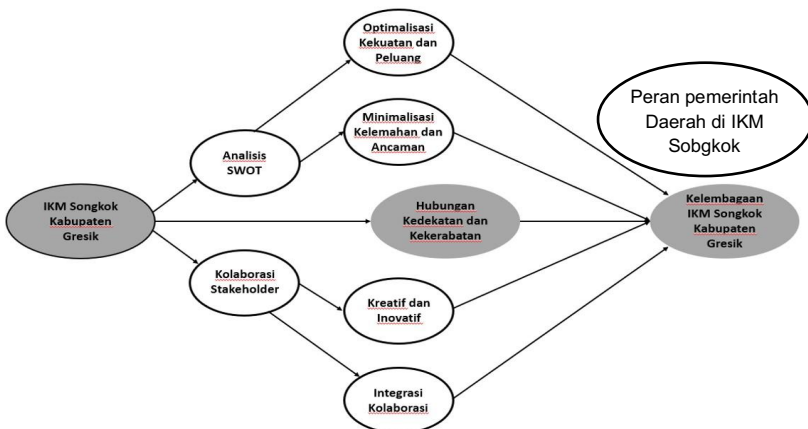 Optimalisasi
Kekuatan dan
Peluang
Peran pemerintah
Daerah di IKM
Sobgkok
Minimalisasi
Kelemahan dan
Ancaman
Analisis
SWOT
IKM Songkok
Kabupaten
Gresik
Hubungan
Kedekatan dan
Kekerabatan
Kelembagaan
IKM Songkok
Kabupaten
Gresik
Kolaborasi
Stakeholder
Kreatif dan
Inovatif
Integrasi
Kolaborasi